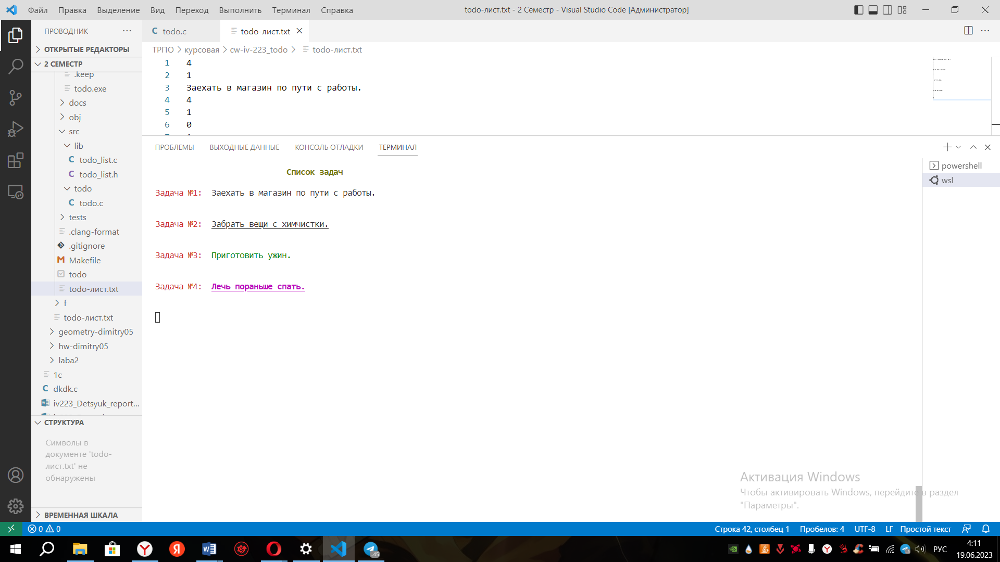 Файл Правка Выделение Вид Переход Выполнить Терминал Справка
todo-лист.txt - 2 Семестр - Visual Studio Code [Администратор]
ПРОВОДНИК
ОТКРЫТЫЕ РЕДАКТОРЫ
2 СЕМЕСТР
.keep
todo.exe
docs
obj
src
lib
todo_list.c
todo_list.h
todo
todo.c
tests
.clang-format
.gitignore
Makefile
todo
todo-лист.txt
f
todo-лист.txt
geometry-dimitry05
hw-dimitry05
laba2
1c
dkdk.c
iv223_Detsyuk_report...
СТРУКТУРА
Символы в
документе 'todo-
лист.txt' не
обнаружены
ВРЕМЕННАЯ ШКАЛА
todo.c todo-лист.txt
ТРПО курсовая cw-iv-223_todo todo-лист.txt
1 4
2 1
3 Заехать в магазин по пути с работы.
4 4
5 1
6 0
ПРОБЛЕМЫ ВЫХОДНЫЕ ДАННЫЕ КОНСОЛЬ ОТЛАДКИ ТЕРМИНАЛ
Список задач
Задача №1: Заехать в магазин по пути с работы.
Задача №2: Забрать вещи с химчистки.
Задача №3: Приготовить ужин.
Задача №4: Лечь пораньше спать.
powershell
wsl
Активация Windows
Чтобы активировать Windows, перейдите в раздел
"Параметры".
0 0
Строка 42, столбец 1 Пробелов: 4 UTF-8 LF Простой текст
45
РУС
4:11
19.06.2023